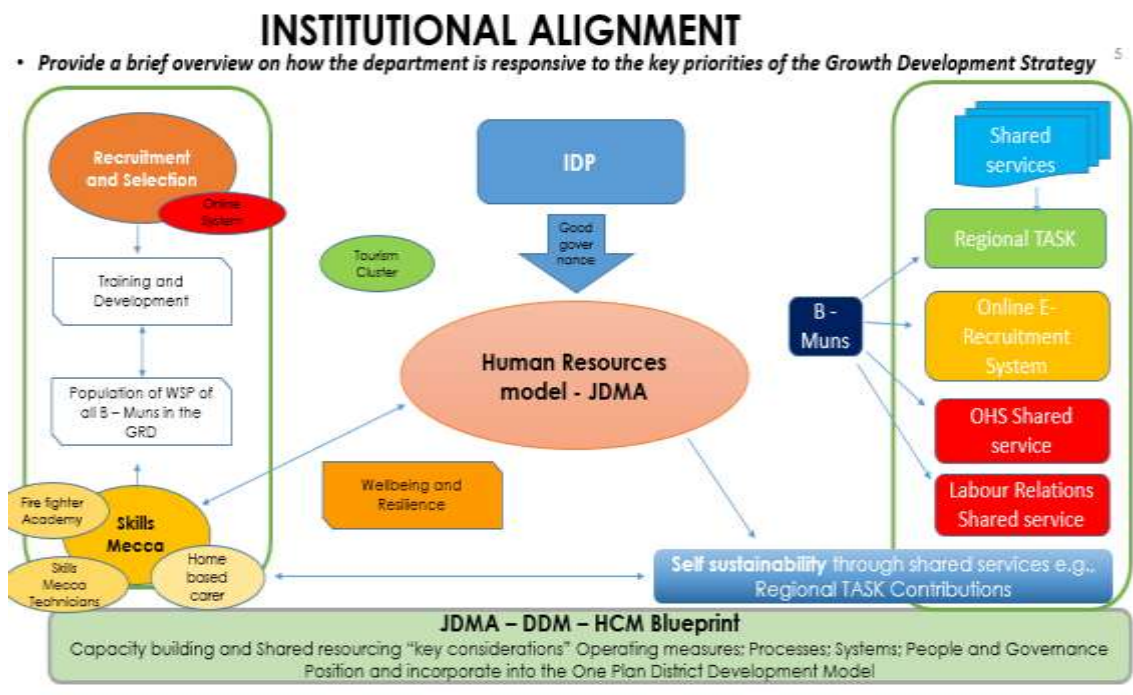 INSTITUTIONAL ALIGNMENT
• Provide a brief overview on how the department is responsive to the key priorities of the Growth Development Strategy
5
Recruitment
and Selection
Online
System
Training and
Development
Population of WSP of
all B – Muns in the
GRD
Fire fighter
Academy
Skills
Mecca
Skills
Mecca
Technicians
Home
based
carer
Tourism
Cluster
IDP
Good
gover
nance
Human Resources
model - JDMA
Wellbeing and
Resilience
B -
Muns
Shared
services
Regional TASK
Online E-
Recruitment
System
OHS Shared
service
Labour Relations
Shared service
Self sustainability through shared services e.g.,
Regional TASK Contributions
JDMA – DDM – HCM Blueprint
Capacity building and Shared resourcing “key considerations” Operating measures; Processes; Systems; People and Governance
Position and incorporate into the One Plan District Development Model